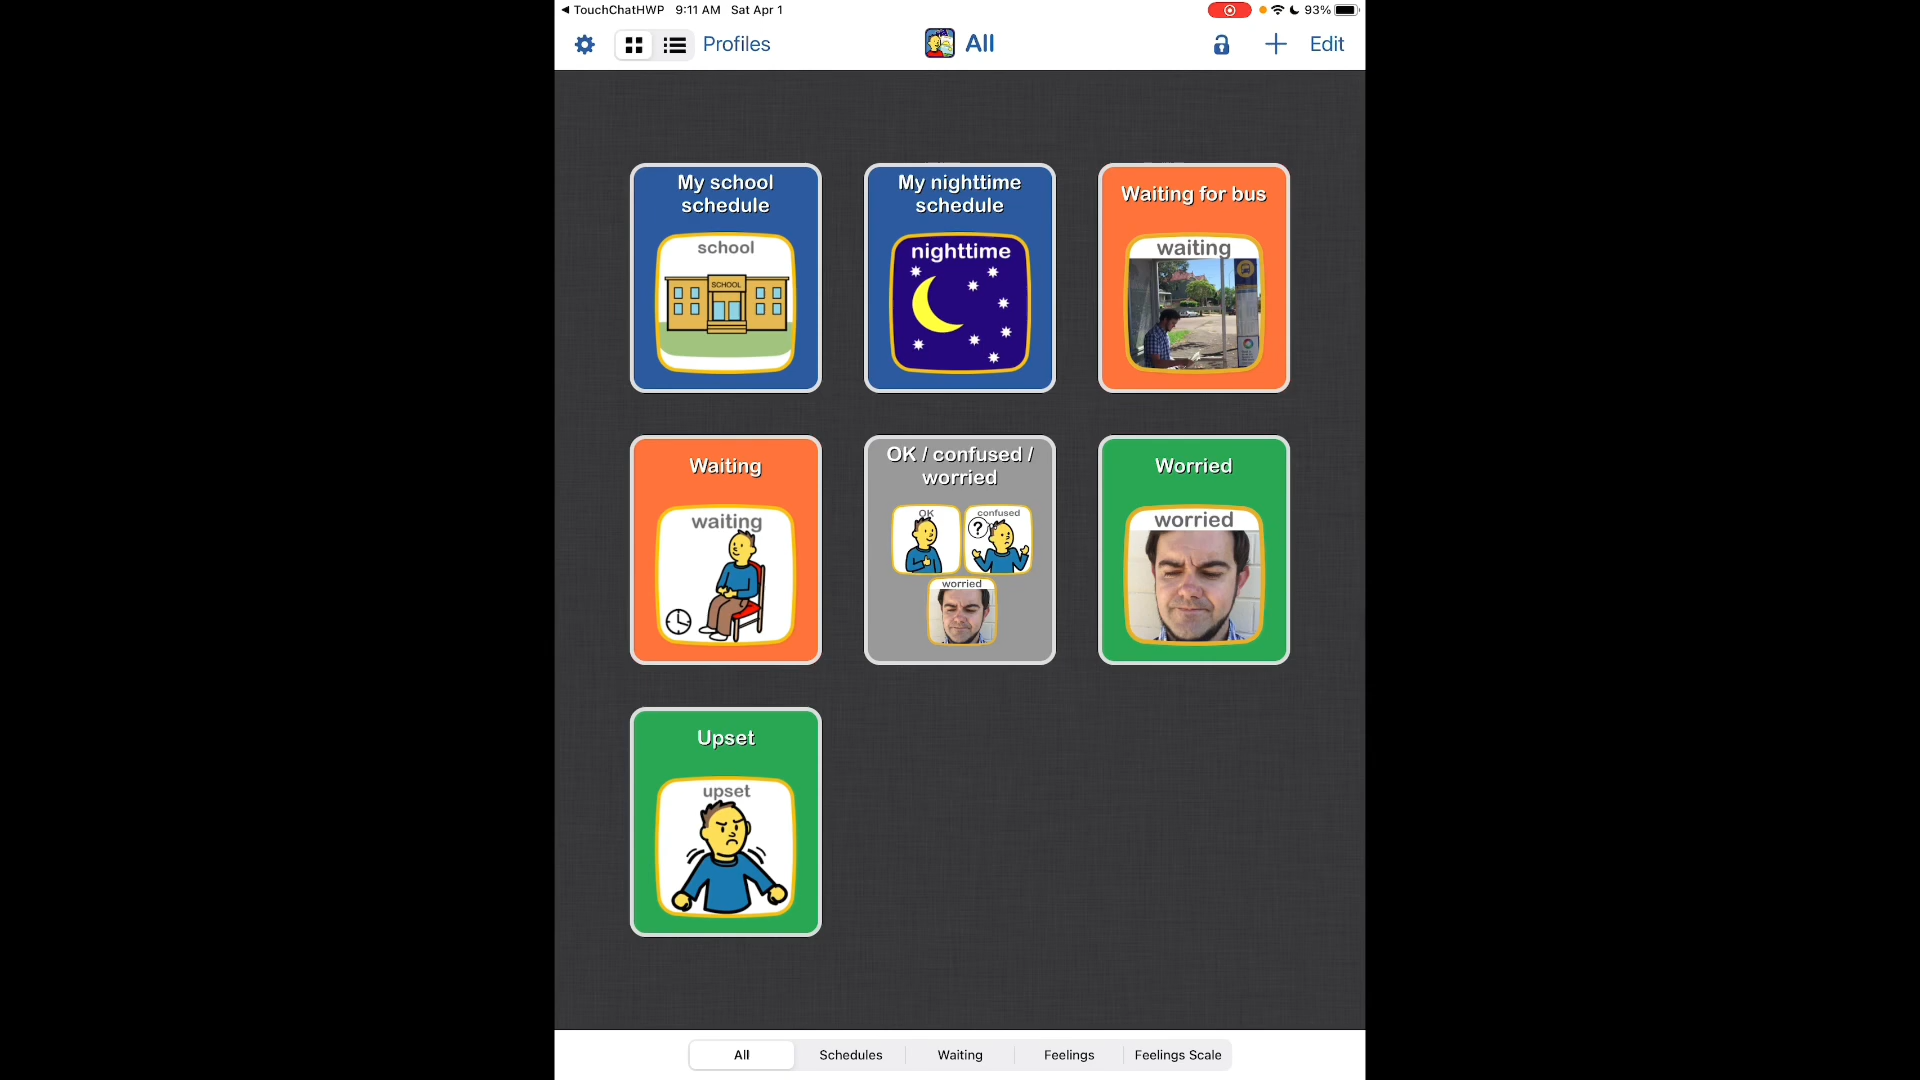 TouchChatHWP 9:11 AM Sat Apr 1
93%
Profiles
All
Edit
My school
schedule
school
SCHOOL
My nighttime
schedule
nighttime
Waiting for bus
waiting
Waiting
waiting
OK / confused /
worried
OK
confused
?
worried
Worried
worried
Upset
upset
All
Schedules
Waiting
Feelings
Feelings Scale